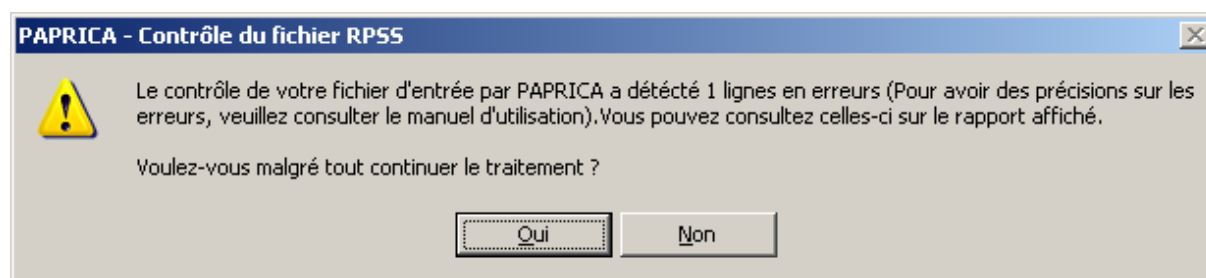 PAPRICA - Contrôle du fichier RPSS
Le contrôle de votre fichier d'entrée par PAPRICA a détécté 1 lignes en erreurs (Pour avoir des précisions sur les
erreurs, veuillez consulter le manuel d'utilisation).Vous pouvez consultez celles-ci sur le rapport affiché.
Voulez-vous malgré tout continuer le traitement ?
Oui
Non